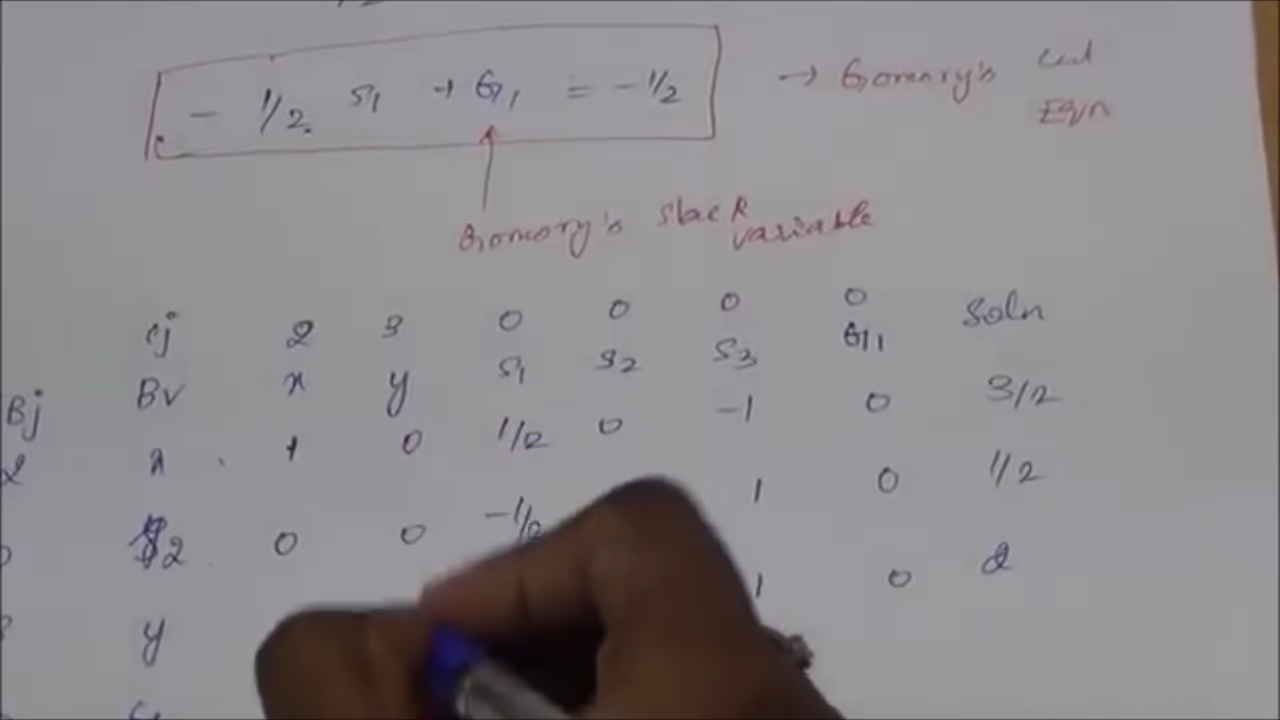 - 1/2 S1 + G1 = -1/2 → Gomory's cut Eqn
Gomory's slack variable
Cj 2 3 0 0 0 0 Soln
Bj Bv x y S1 S2 S3 G1
2 x 1 0 1/2 0 -1 0 3/2
S2 0 0 -1/2 1 0 1/2
y 1 0 2